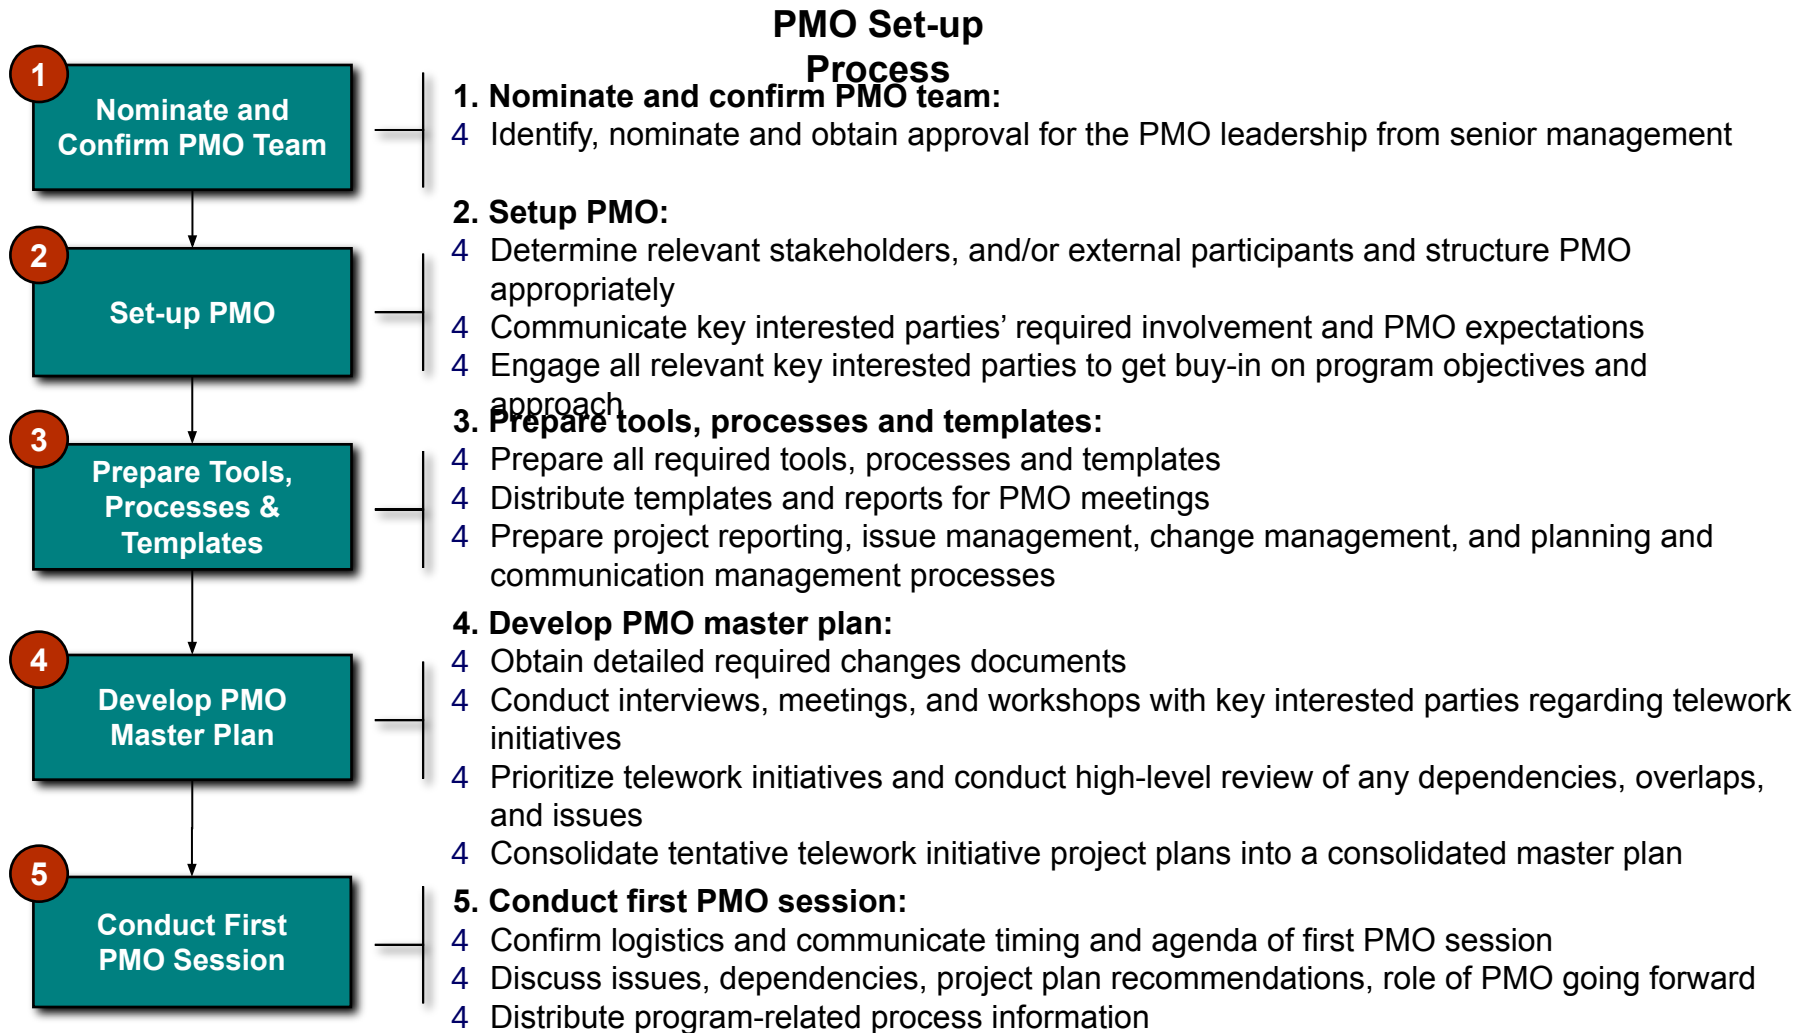 PMO Set-up
Process
1
Nominate and
Confirm PMO Team
1. Nominate and confirm PMO team:
4 Identify, nominate and obtain approval for the PMO leadership from senior management
2
Set-up PMO
2. Setup PMO:
4 Determine relevant stakeholders, and/or external participants and structure PMO
appropriately
4 Communicate key interested parties’ required involvement and PMO expectations
4 Engage all relevant key interested parties to get buy-in on program objectives and
approach
3
Prepare Tools,
Processes &
Templates
3. Prepare tools, processes and templates:
4 Prepare all required tools, processes and templates
4 Distribute templates and reports for PMO meetings
4 Prepare project reporting, issue management, change management, and planning and
communication management processes
4
Develop PMO
Master Plan
4. Develop PMO master plan:
4 Obtain detailed required changes documents
4 Conduct interviews, meetings, and workshops with key interested parties regarding telework
initiatives
4 Prioritize telework initiatives and conduct high-level review of any dependencies, overlaps,
and issues
4 Consolidate tentative telework initiative project plans into a consolidated master plan
5
Conduct First
PMO Session
5. Conduct first PMO session:
4 Confirm logistics and communicate timing and agenda of first PMO session
4 Discuss issues, dependencies, project plan recommendations, role of PMO going forward
4 Distribute program-related process information